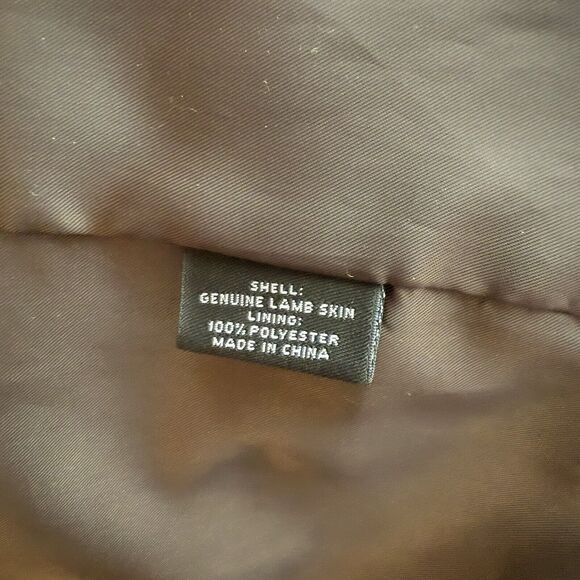 SHELL:
GENUINE LAMB SKIN
LINING:
100% POLYESTER
MADE IN CHINA